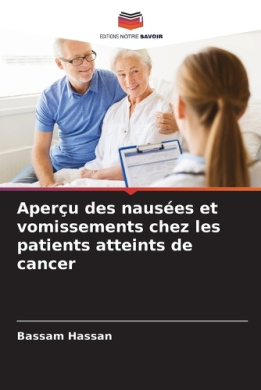 EDITIONS NOTRE SAVOIR
Aperçu des nausées et
vomissements chez les
patients atteints de
cancer
Bassam Hassan